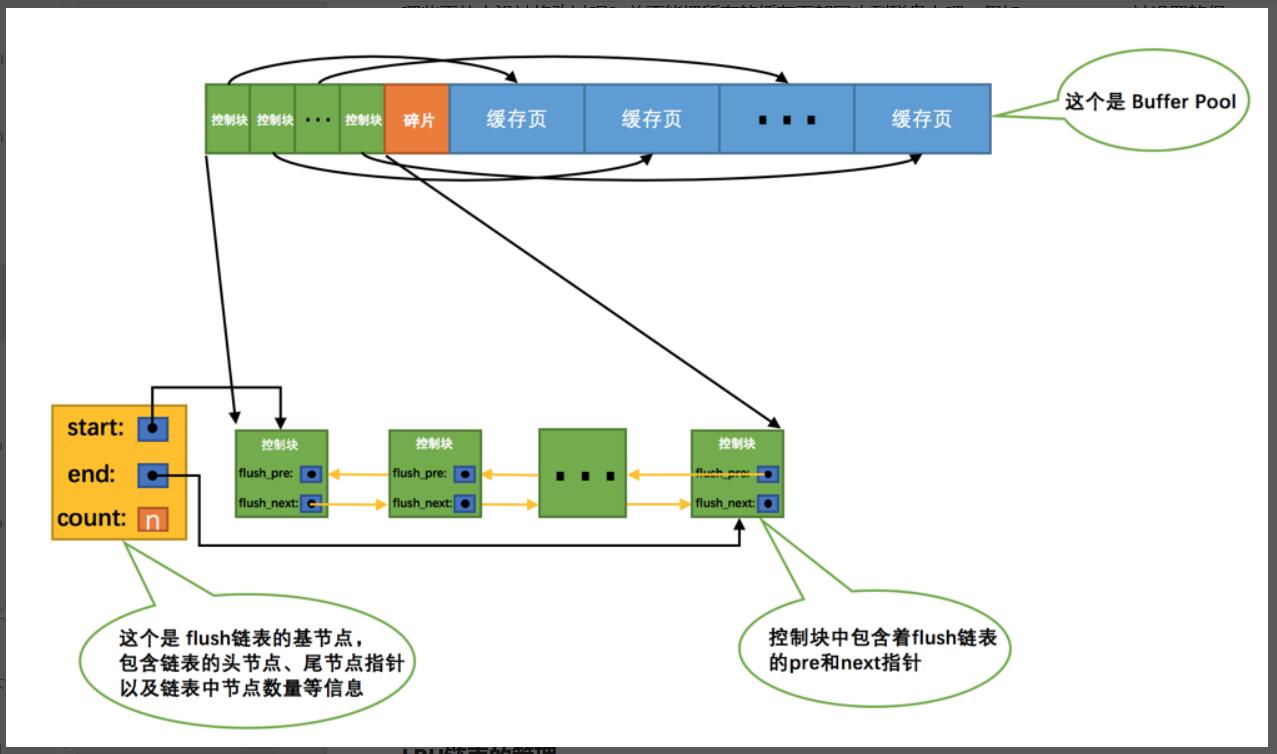 控制块
控制块
...
控制块
碎片
缓存页
缓存页
...
缓存页
这个是 Buffer Pool
start:
end:
count: n
控制块
flush_pre:
flush_next:
控制块
flush_pre:
flush_next:
...
控制块
flush_pre:
flush_next:
这个是 flush链表的基节点，
包含链表的头节点、尾节点指针
以及链表中节点数量等信息
控制块中包含着flush链表
的pre和next指针